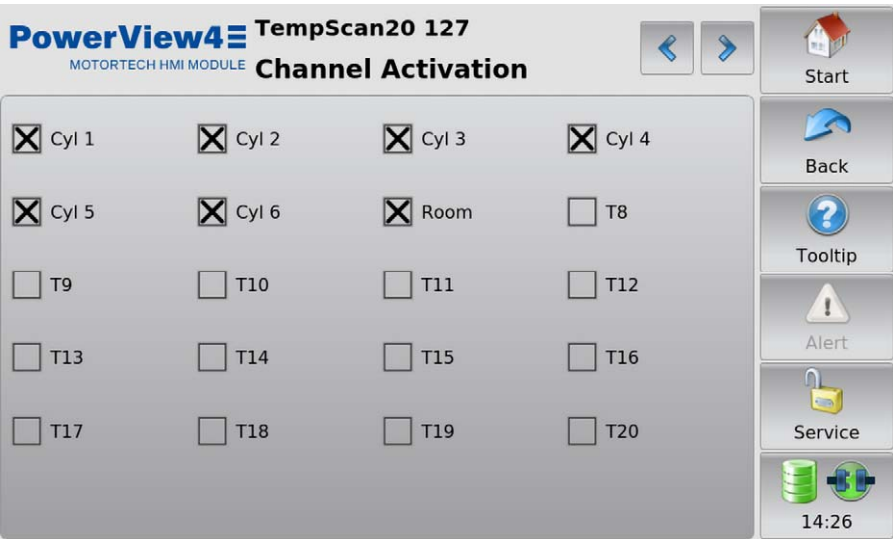 PowerView4
MOTORTECH HMI MODULE
TempScan20 127
Channel Activation
Start
Cyl 1 Cyl 2 Cyl 3 Cyl 4
Back
Cyl 5 Cyl 6 Room T8
Tooltip
T9 T10 T11 T12
Alert
T13 T14 T15 T16
T17 T18 T19 T20
Service
14:26